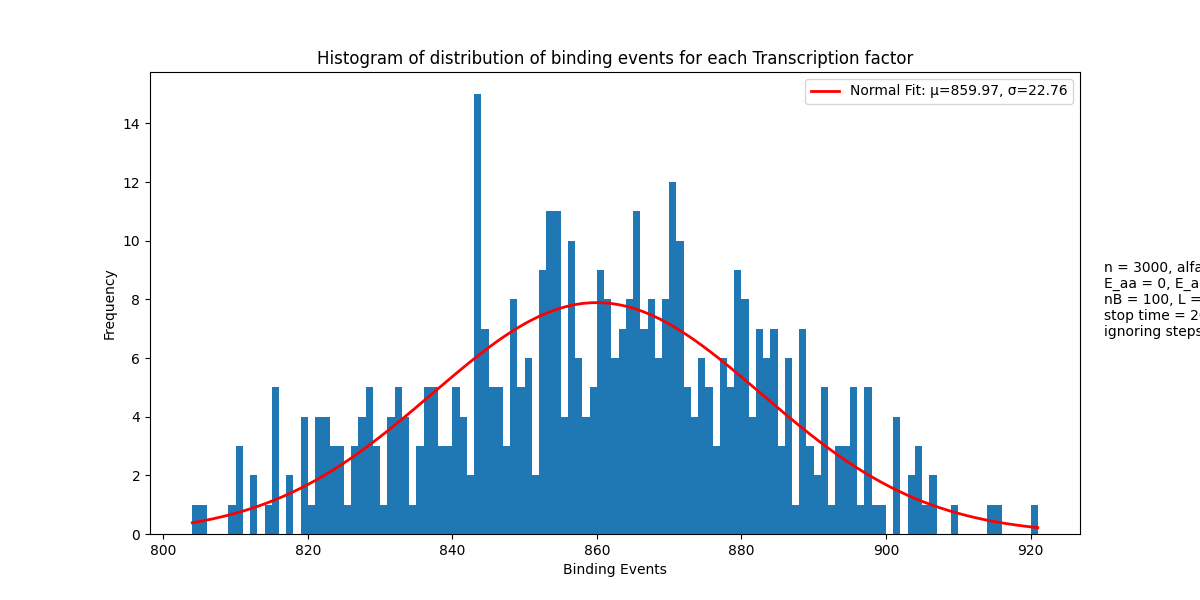 Histogram of distribution of binding events for each Transcription factor
Normal Fit: μ=859.97, σ=22.76
14
12
10
8
6
4
2
0
Frequency
800 820 840 860 880 900 920
Binding Events
n = 3000, alfa
E_aa = 0, E_a
nB = 100, L =
stop time = 2
ignoring steps